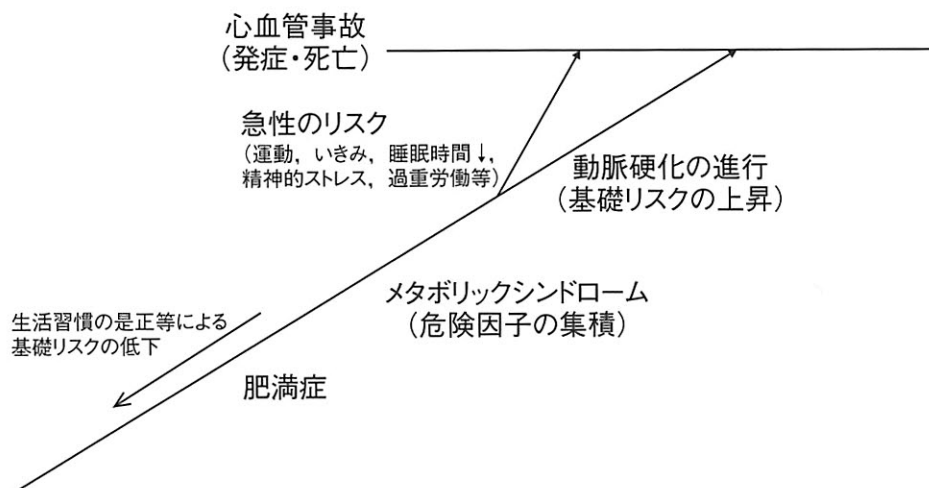 心血管事故
(発症・死亡)
急性のリスク
(運動, いきみ, 睡眠時間↓,
精神的ストレス, 過重労働等)
動脈硬化の進行
(基礎リスクの上昇)
メタボリックシンドローム
(危険因子の集積)
生活習慣の是正等による
基礎リスクの低下
肥満症